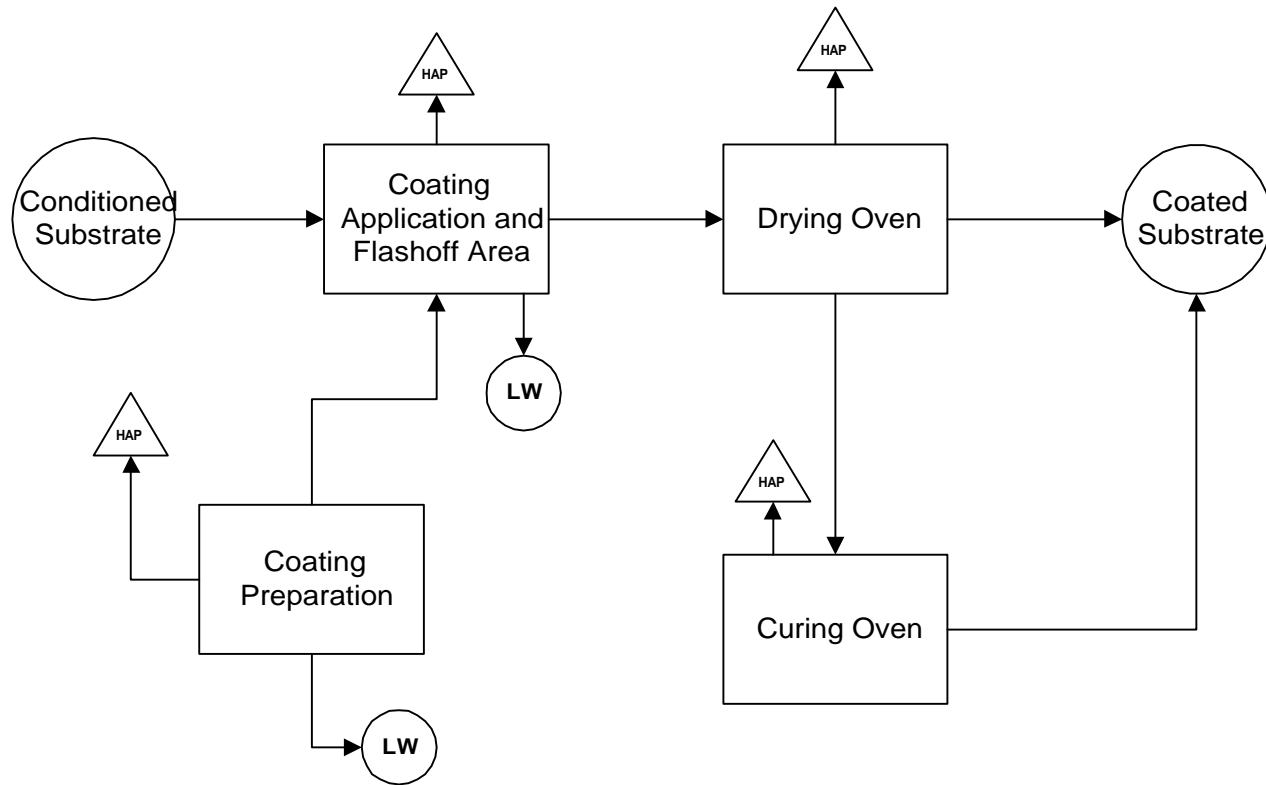 HAP
HAP
Conditioned
Substrate
Coating
Application and
Flashoff Area
Drying Oven
Coated
Substrate
LW
HAP
HAP
Coating
Preparation
Curing Oven
LW